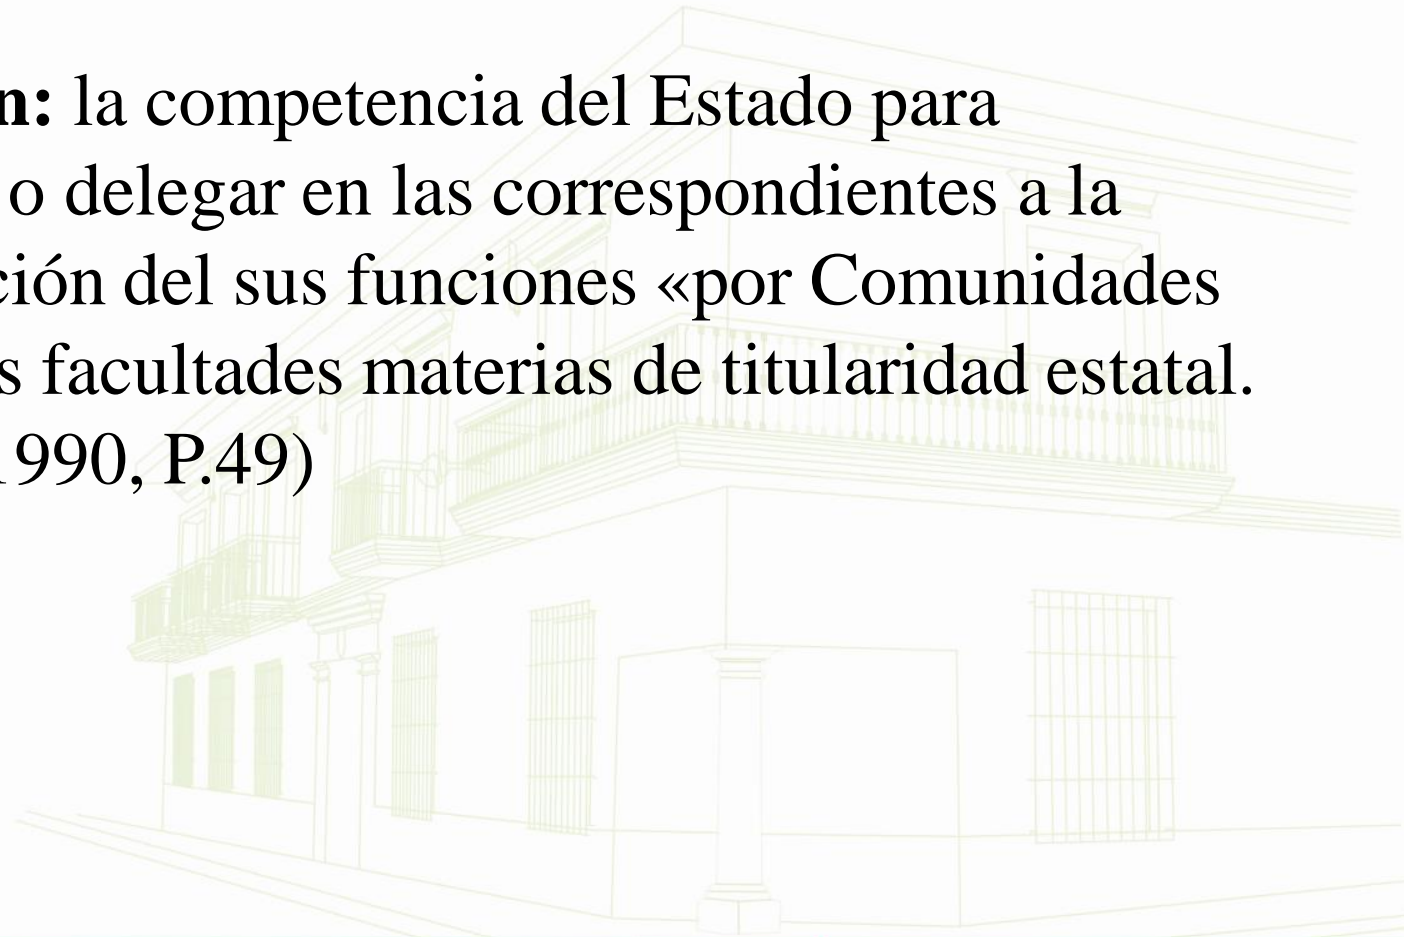 n: la competencia del Estado para
o delegar en las correspondientes a la
ción del sus funciones «por Comunidades
s facultades materias de titularidad estatal.
1990, P.49)